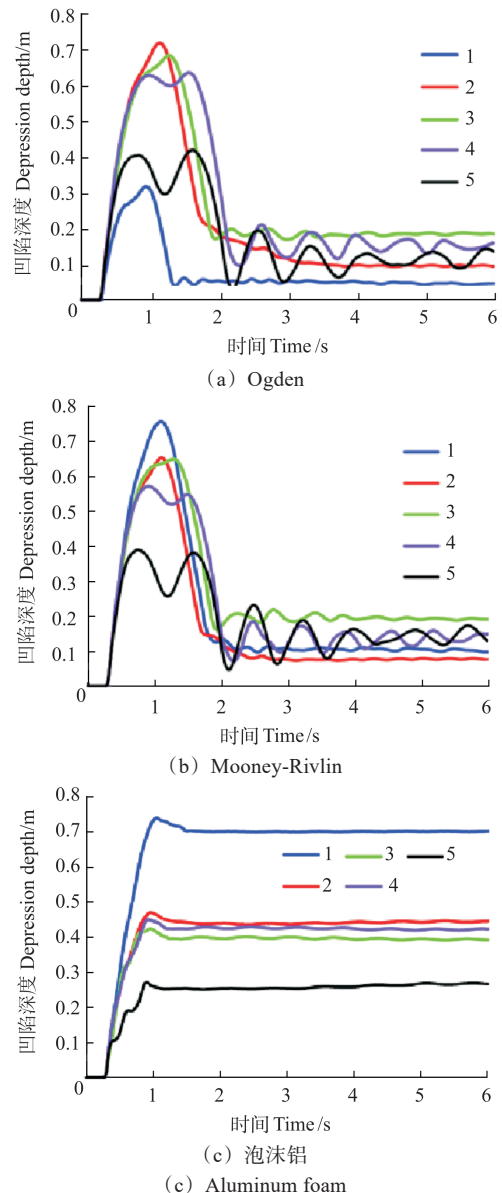 0.8
0.7
0.6
0.5
0.4
0.3
0.2
0.1
0
凹陷深度 Depression depth/m
1
2
3
4
5
1 2 3 4 5 6
时间 Time /s
（a）Ogden
0.8
0.7
0.6
0.5
0.4
0.3
0.2
0.1
0
凹陷深度 Depression depth/m
1
2
3
4
5
1 2 3 4 5 6
时间 Time /s
（b）Mooney-Rivlin
0.8
0.7
0.6
0.5
0.4
0.3
0.2
0.1
0
凹陷深度 Depression depth/m
1 3 5
2 4
1 2 3 4 5 6
时间 Time /s
（c）泡沫铝
（c）Aluminum foam